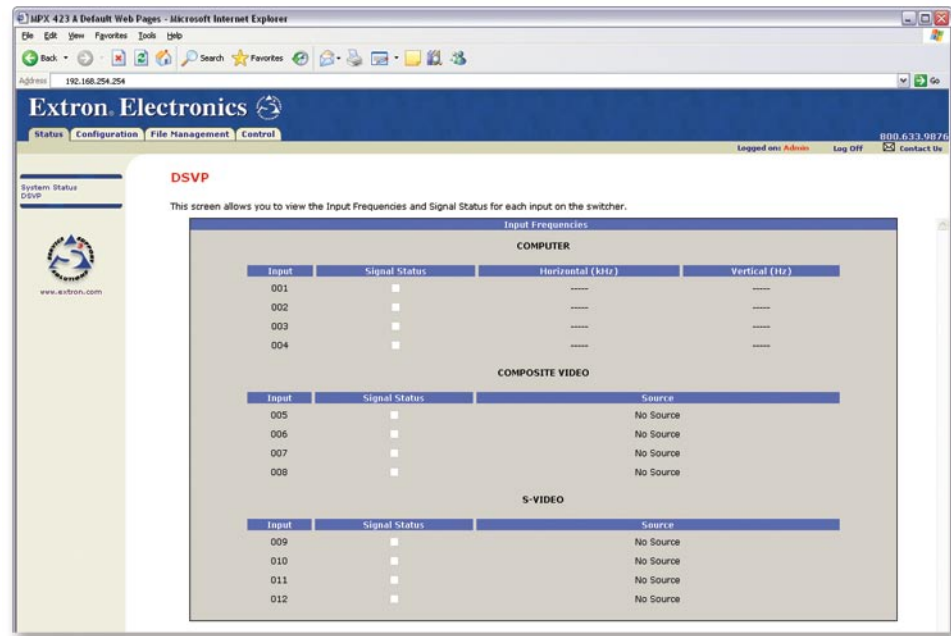 MPX 423 A Default Web Pages - Microsoft Internet Explorer
File Edit View Favorites Tools Help
Back Search Favorites
Address 192.168.254.254 Go
Extron. Electronics
Status Configuration File Management Control
800.633.9876
Logged on: Admin Log Off Contact Us
System Status
DSVP
Extron Electronics
www.extron.com
DSVP
This screen allows you to view the Input Frequencies and Signal Status for each input on the switcher.
Input Frequencies
COMPUTER
Input Signal Status Horizontal (kHz) Vertical (Hz)
001 ----- -----
002 ----- -----
003 ----- -----
004 ----- -----
COMPOSITE VIDEO
Input Signal Status Source
005 No Source
006 No Source
007 No Source
008 No Source
S-VIDEO
Input Signal Status Source
009 No Source
010 No Source
011 No Source
012 No Source